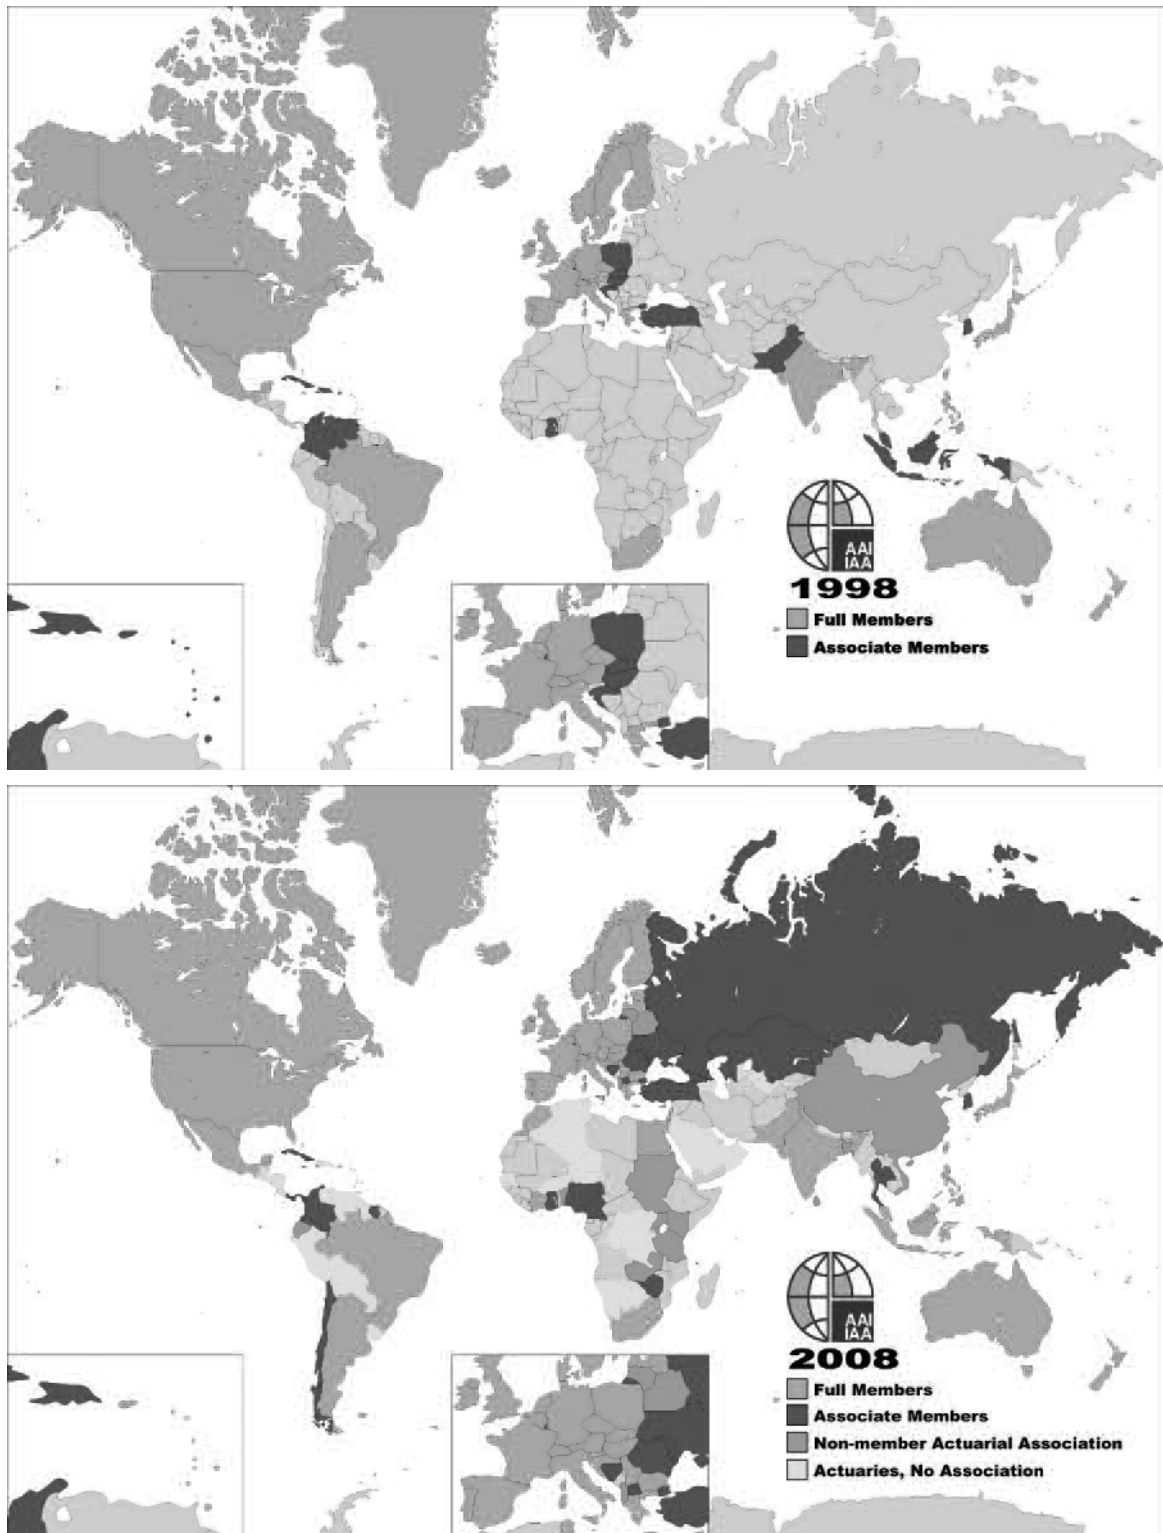 AAI
IAA
1998
Full Members
Associate Members
AAI
IAA
2008
Full Members
Associate Members
Non-member Actuarial Association
Actuaries, No Association